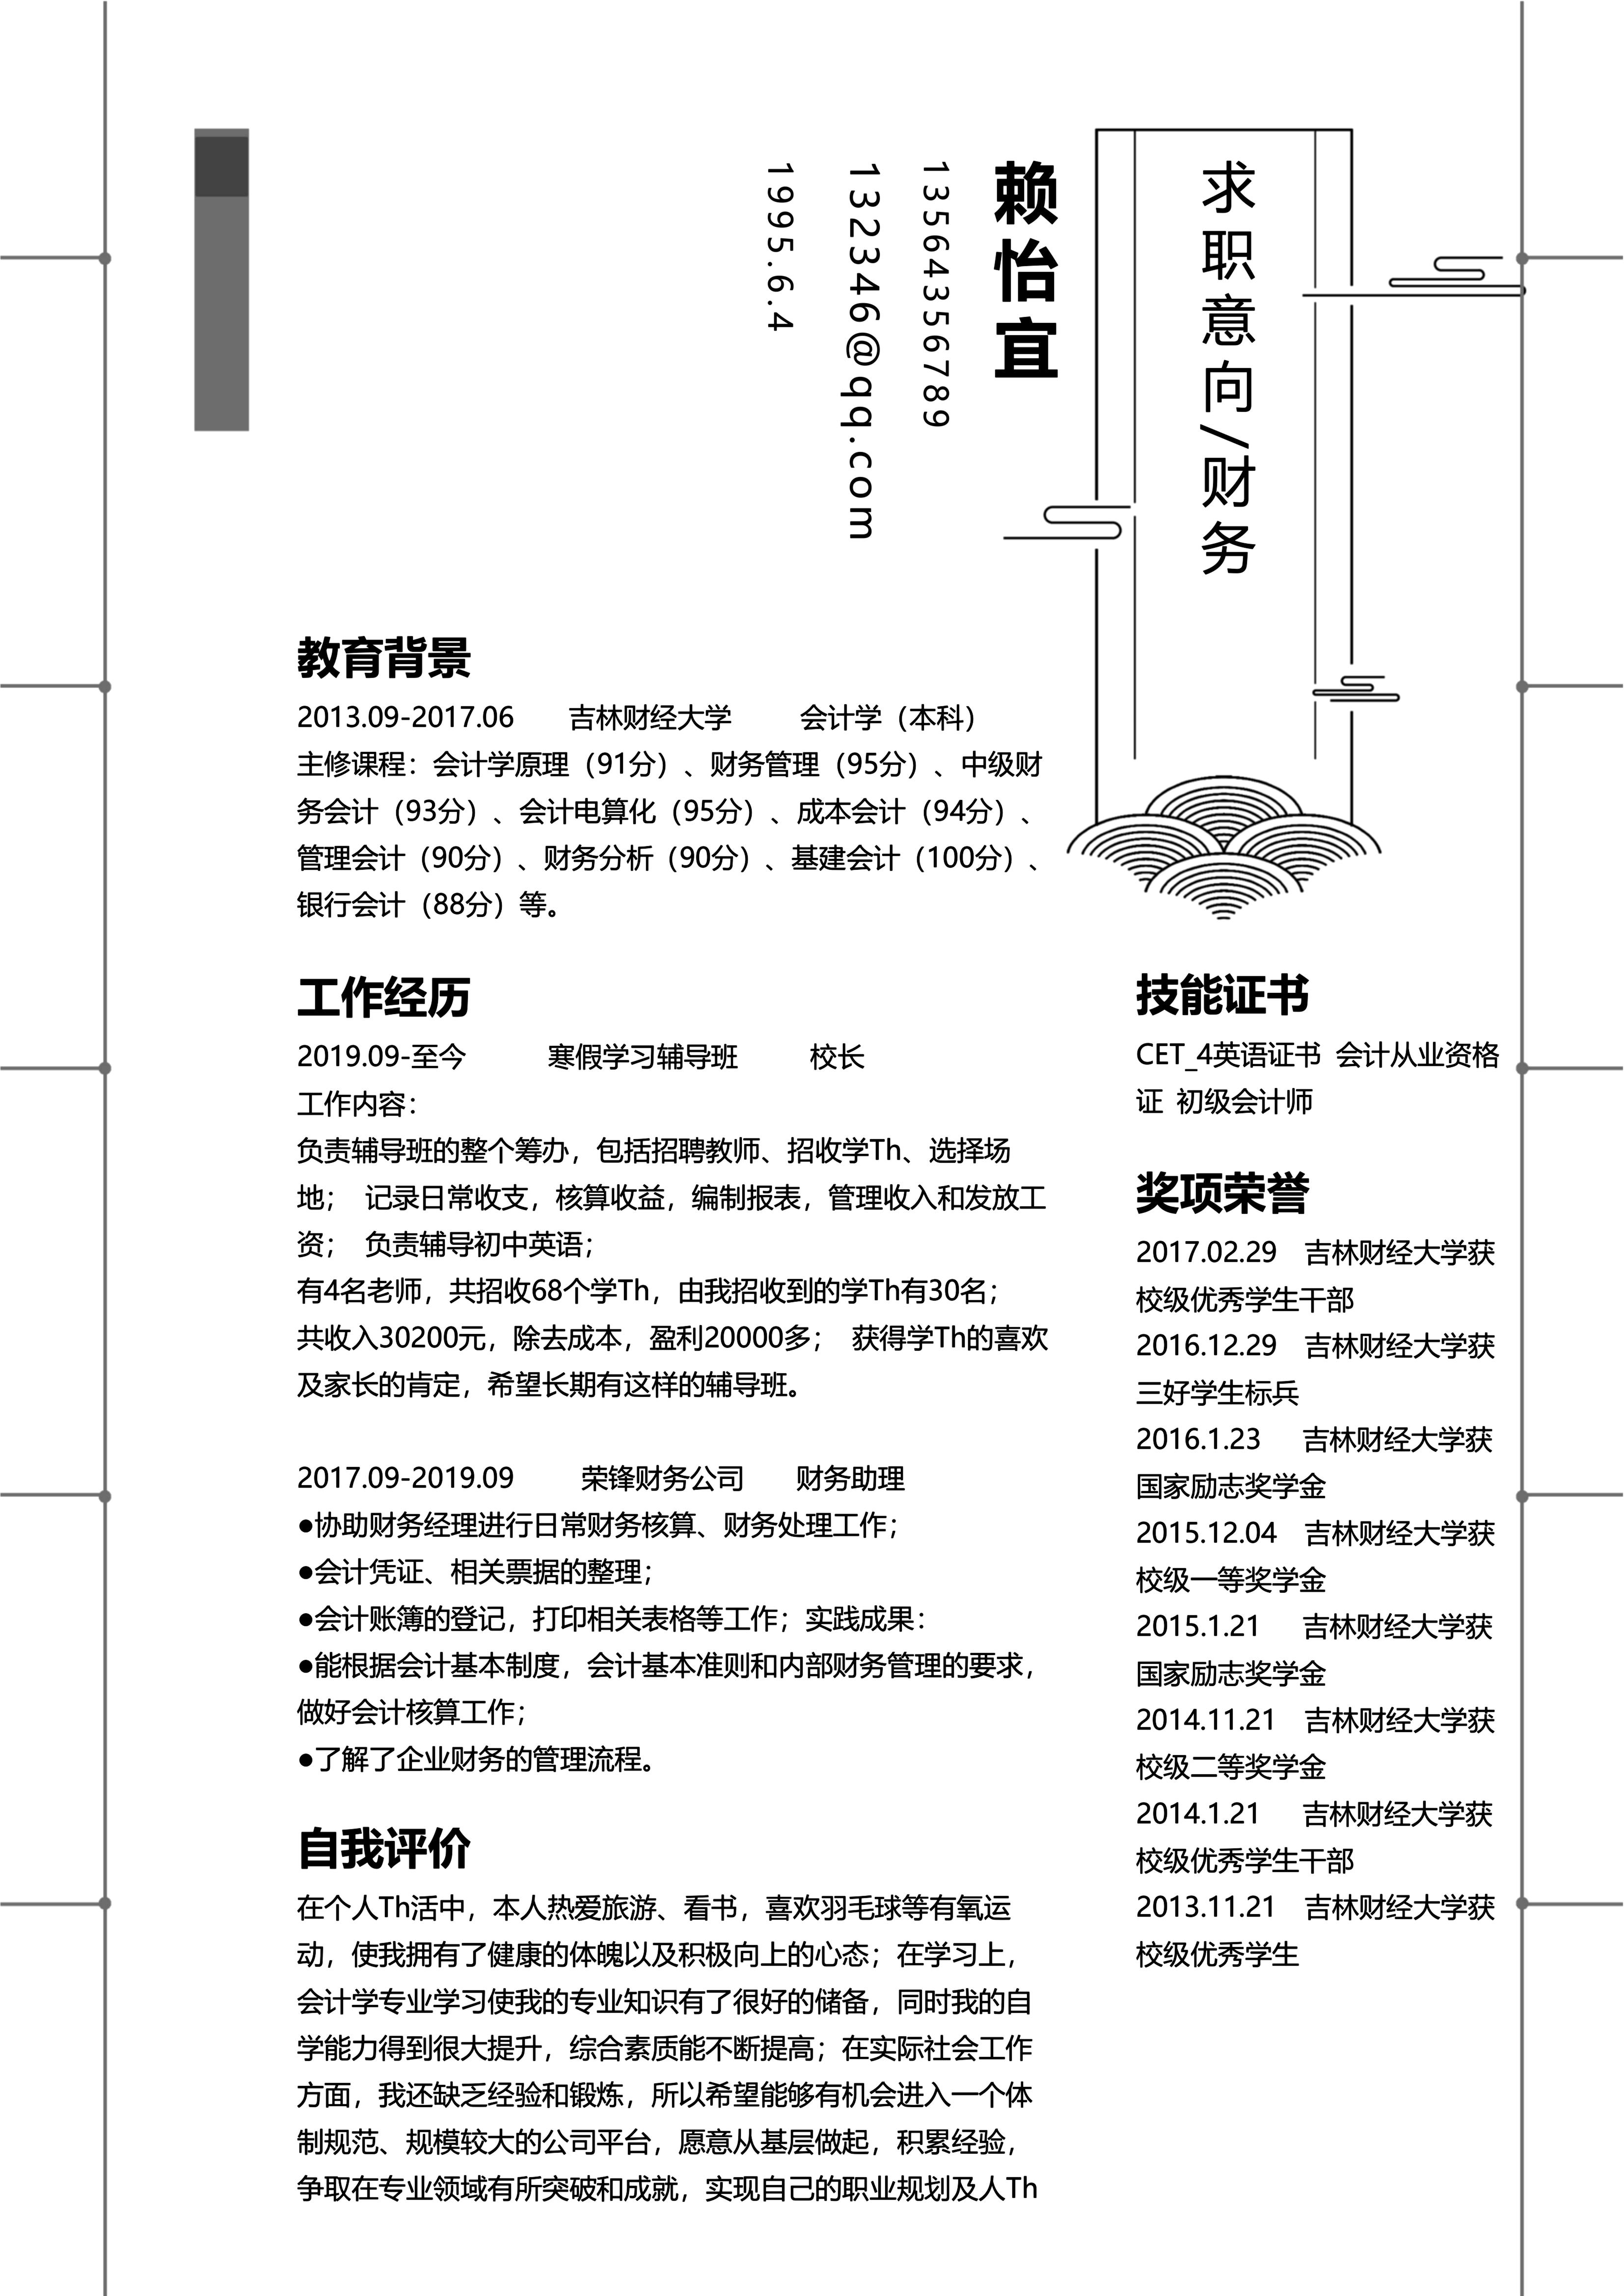 求职意向/财务
赖怡宜
13564356789
132346@qq.com
1995.6.4
教育背景
2013.09-2017.06 吉林财经大学 会计学（本科）
主修课程：会计学原理（91分）、财务管理（95分）、中级财
务会计（93分）、会计电算化（95分）、成本会计（94分）、
管理会计（90分）、财务分析（90分）、基建会计（100分）、
银行会计（88分）等。
工作经历
2019.09-至今 寒假学习辅导班 校长
工作内容：
负责辅导班的整个筹办，包括招聘教师、招收学Th、选择场
地； 记录日常收支，核算收益，编制报表，管理收入和发放工
资； 负责辅导初中英语；
有4名老师，共招收68个学Th，由我招收到的学Th有30名；
共收入30200元，除去成本，盈利20000多； 获得学Th的喜欢
及家长的肯定，希望长期有这样的辅导班。
2017.09-2019.09 荣锋财务公司 财务助理
●协助财务经理进行日常财务核算、财务处理工作；
●会计凭证、相关票据的整理；
●会计账簿的登记，打印相关表格等工作；实践成果：
●能根据会计基本制度，会计基本准则和内部财务管理的要求，
做好会计核算工作；
●了解了企业财务的管理流程。
自我评价
在个人Th活中，本人热爱旅游、看书，喜欢羽毛球等有氧运
动，使我拥有了健康的体魄以及积极向上的心态；在学习上，
会计学专业学习使我的专业知识有了很好的储备，同时我的自
学能力得到很大提升，综合素质能不断提高；在实际社会工作
方面，我还缺乏经验和锻炼，所以希望能够有机会进入一个体
制规范、规模较大的公司平台，愿意从基层做起，积累经验，
争取在专业领域有所突破和成就，实现自己的职业规划及人Th
技能证书
CET_4英语证书 会计从业资格
证 初级会计师
奖项荣誉
2017.02.29 吉林财经大学获
校级优秀学生干部
2016.12.29 吉林财经大学获
三好学生标兵
2016.1.23 吉林财经大学获
国家励志奖学金
2015.12.04 吉林财经大学获
校级一等奖学金
2015.1.21 吉林财经大学获
国家励志奖学金
2014.11.21 吉林财经大学获
校级二等奖学金
2014.1.21 吉林财经大学获
校级优秀学生干部
2013.11.21 吉林财经大学获
校级优秀学生